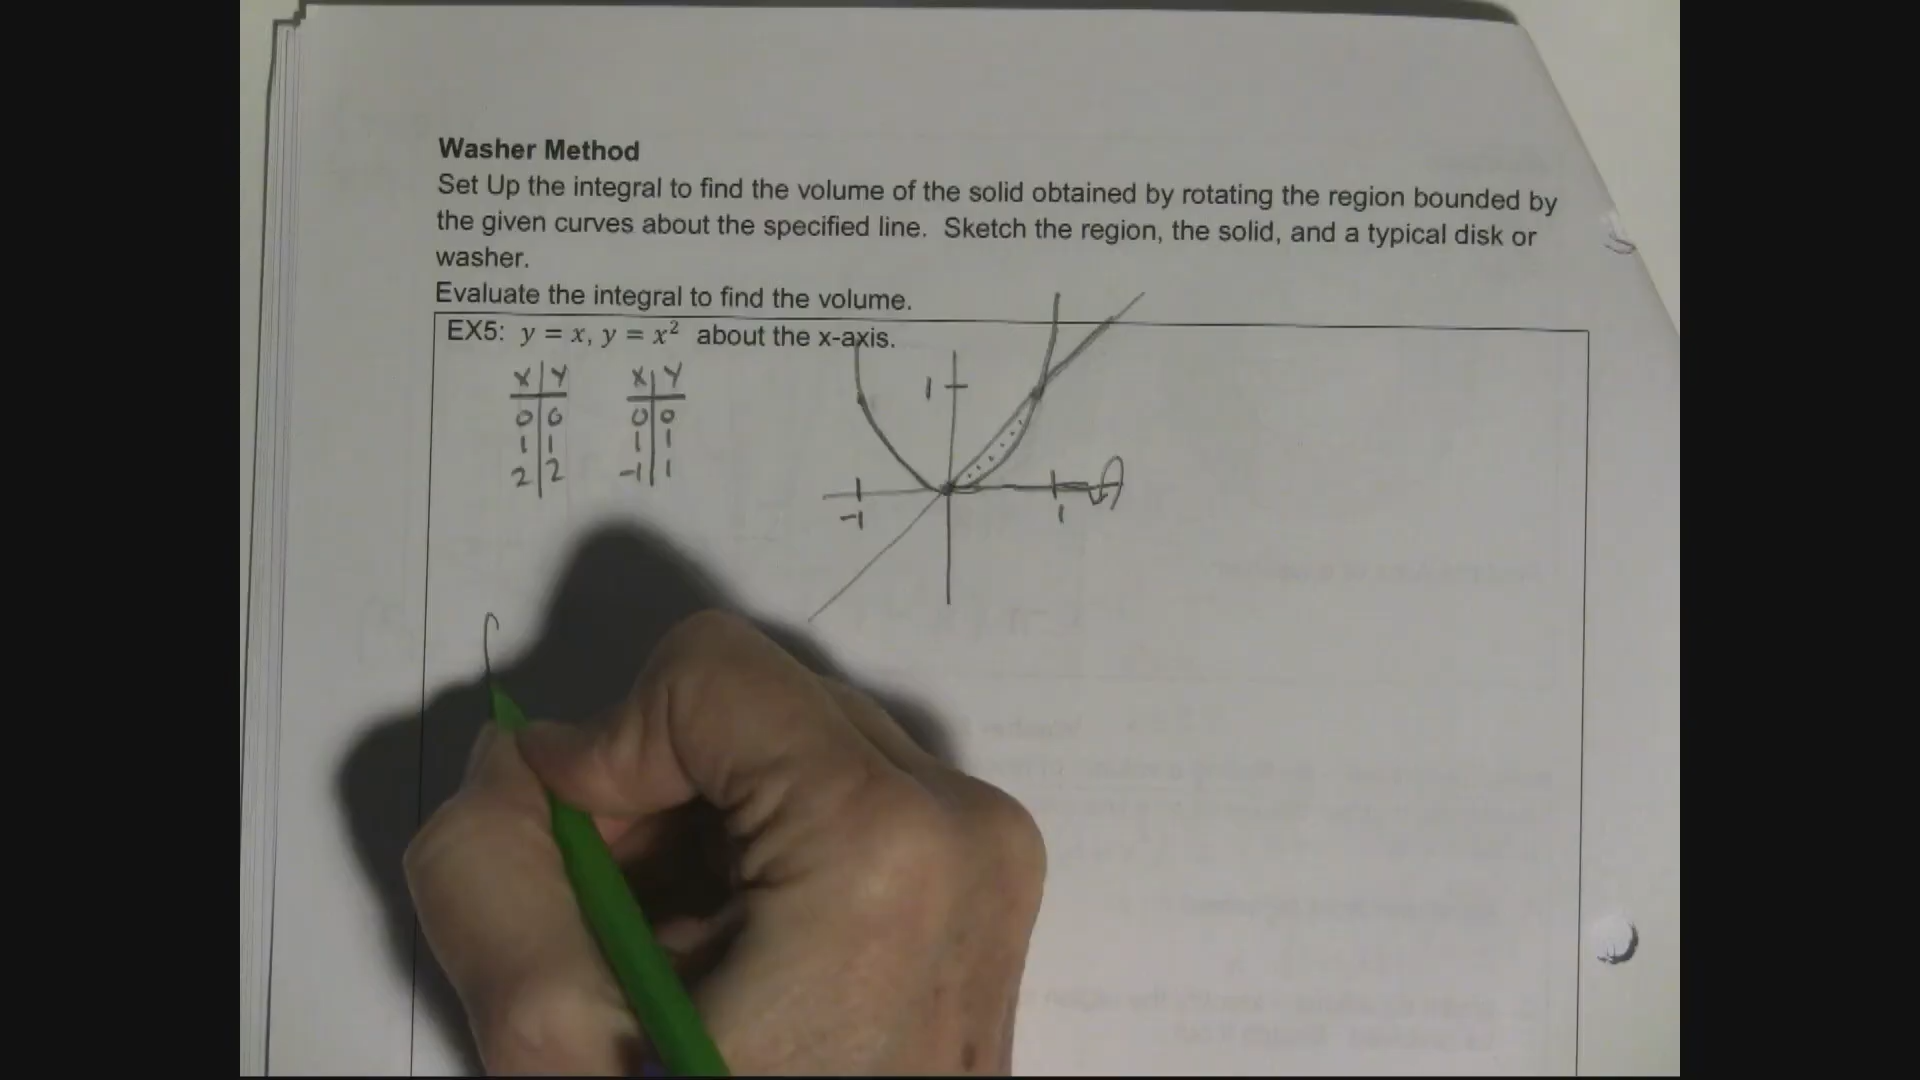 Washer Method
Set Up the integral to find the volume of the solid obtained by rotating the region bounded by
the given curves about the specified line. Sketch the region, the solid, and a typical disk or
washer.
Evaluate the integral to find the volume.
EX5: y = x, y = x² about the x-axis.
X Y X Y
0 0 0 0
1 1 1 1
2 2 -1 1
1
-1 1